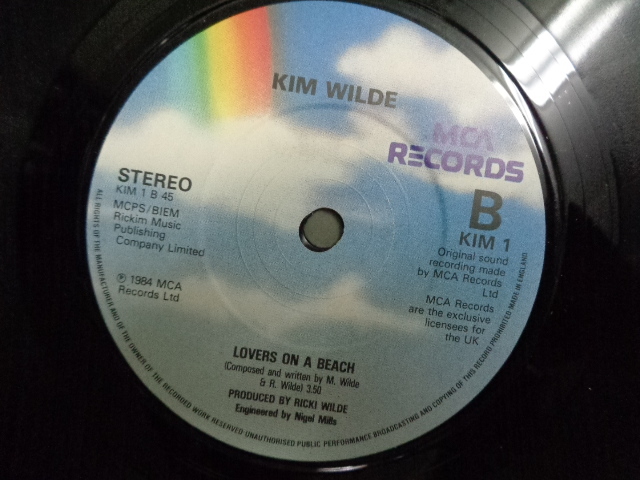 KIM WILDE
MCA
RECORDS
STEREO
KIM 1 B 45
MCPS/BIEM
Rickim Music
Publishing
Company Limited
℗ 1984 MCA
Records Ltd
B
KIM 1
Original sound
recording made
by MCA Records
Ltd
MCA Records
are the exclusive
licensees for
the UK
LOVERS ON A BEACH
(Composed and written by M. Wilde
& R. Wilde) 3.50
PRODUCED BY RICKI WILDE
Engineered by Nigel Mills
ALL RIGHTS OF THE MANUFACTURER AND OF THE OWNER OF THE RECORDED WORK RESERVED UNAUTHORISED PUBLIC PERFORMANCE BROADCASTING AND COPYING OF THIS RECORD PROHIBITED MADE IN ENGLAND